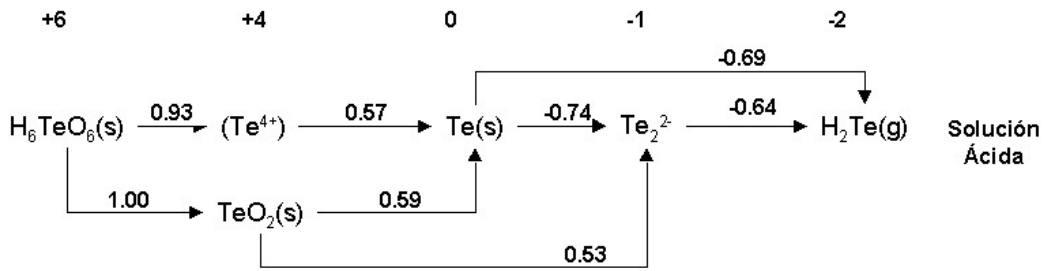 +6 +4 0 -1 -2
-0.69
H₆TeO₆(s) 0.93 (Te⁴⁺) 0.57 Te(s) -0.74 Te₂²⁻ -0.64 H₂Te(g) Solución
Ácida
1.00 TeO₂(s) 0.59
0.53